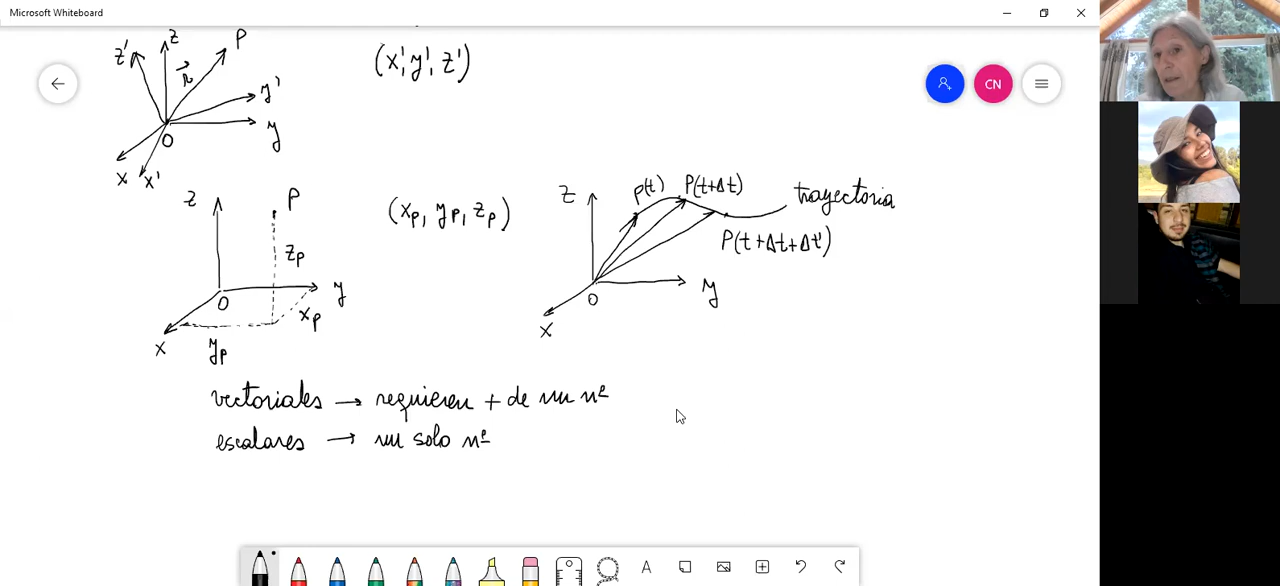 Microsoft Whiteboard
z' z r⃗ P (x', y', z')
y'
y
O
x x'
z P (xp, yp, zp) z P(t) P(t+Δt) trayectoria
zp P(t+Δt+Δt')
O y xp O y
x yp x
vectoriales → requieren + de un nº
escalares → un solo nº
CN
A